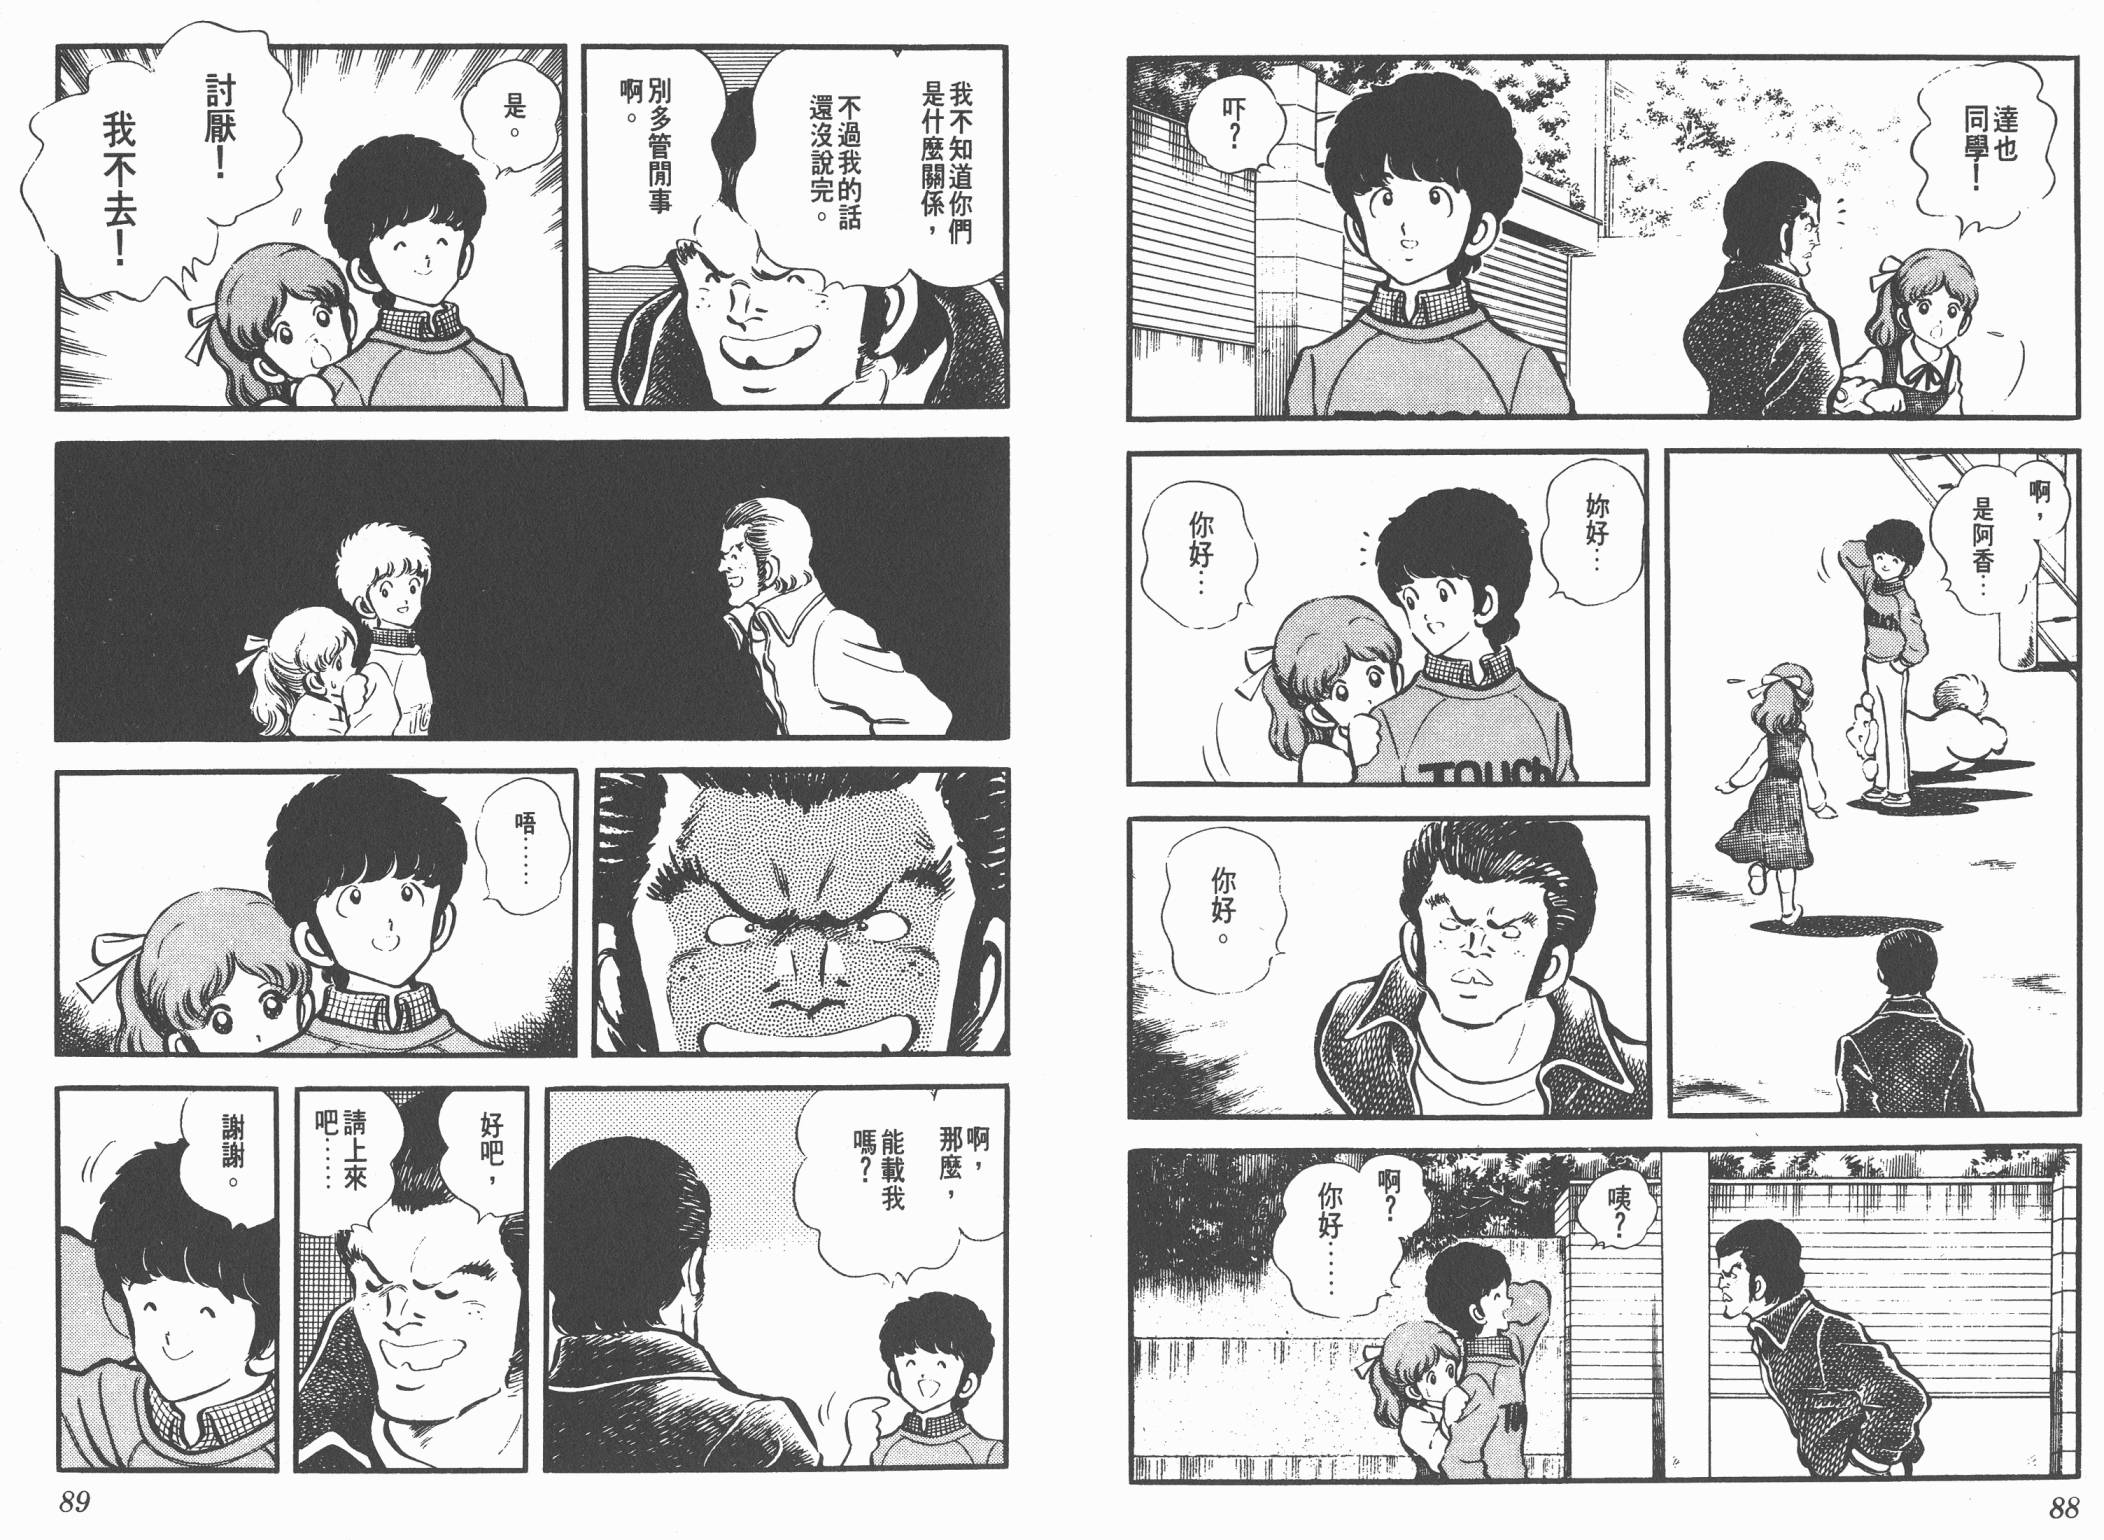 達也
同學！
吓？
啊，
是阿香…
妳好…
你好…
Touch
你好。
咦？
啊？
你好……
88
我不知道你們
是什麼關係，
不過我的話
還沒說完。
別多管閒事
啊。
是。
討厭！
我不去！
唔……
啊，
那麼，
能載我
嗎？
好吧，
請上來
吧……
謝謝。
89